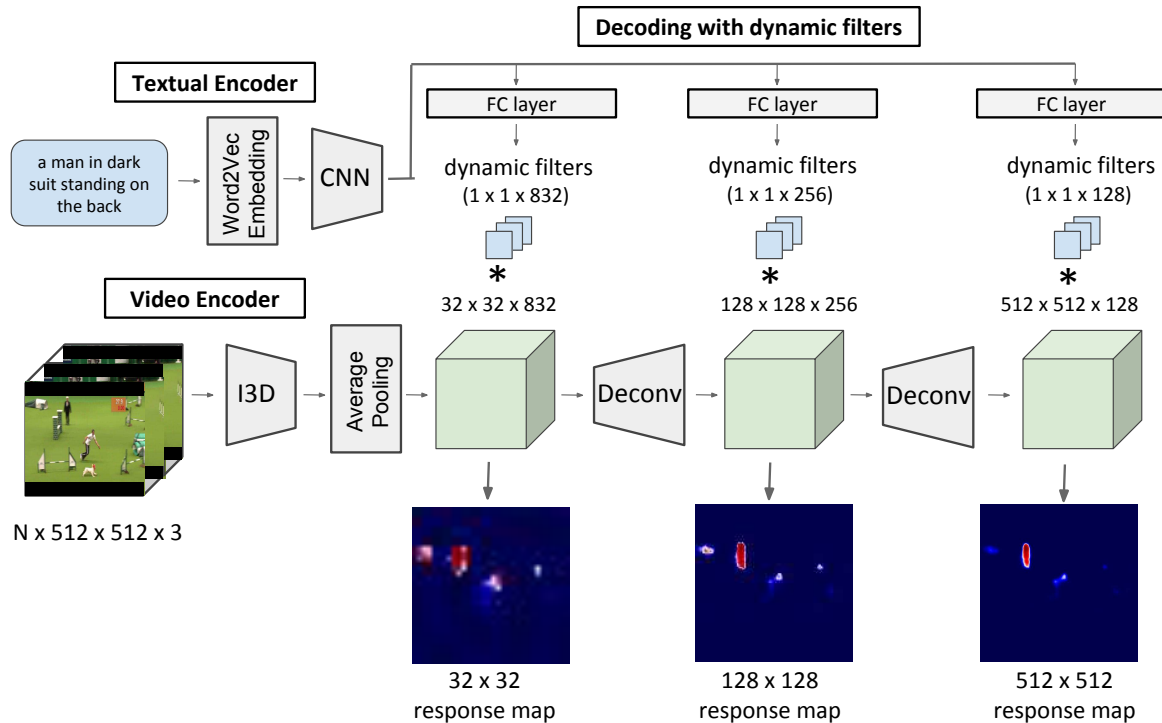 Decoding with dynamic filters
Textual Encoder
FC layer
FC layer
FC layer
a man in dark
suit standing on
the back
Word2Vec
Embedding
CNN
dynamic filters
(1 x 1 x 832)
dynamic filters
(1 x 1 x 256)
dynamic filters
(1 x 1 x 128)
*
*
*
Video Encoder
32 x 32 x 832
128 x 128 x 256
512 x 512 x 128
I3D
Average
Pooling
Deconv
Deconv
N x 512 x 512 x 3
32 x 32
response map
128 x 128
response map
512 x 512
response map